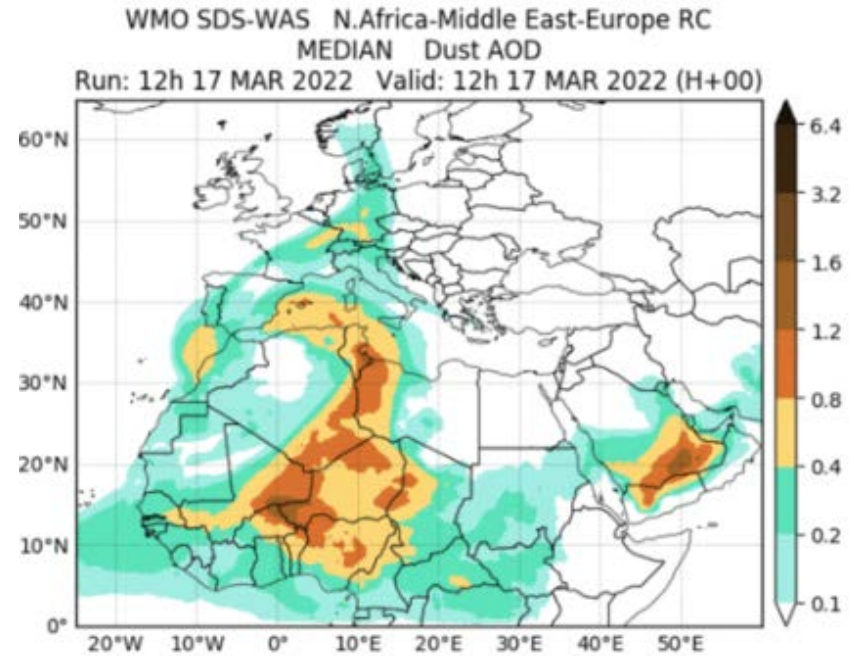 WMO SDS-WAS N.Africa-Middle East-Europe RC
MEDIAN Dust AOD
Run: 12h 17 MAR 2022 Valid: 12h 17 MAR 2022 (H+00)
60°N
50°N
40°N
30°N
20°N
10°N
0°
20°W 10°W 0° 10°E 20°E 30°E 40°E 50°E
6.4
3.2
1.6
1.2
0.8
0.4
0.2
0.1